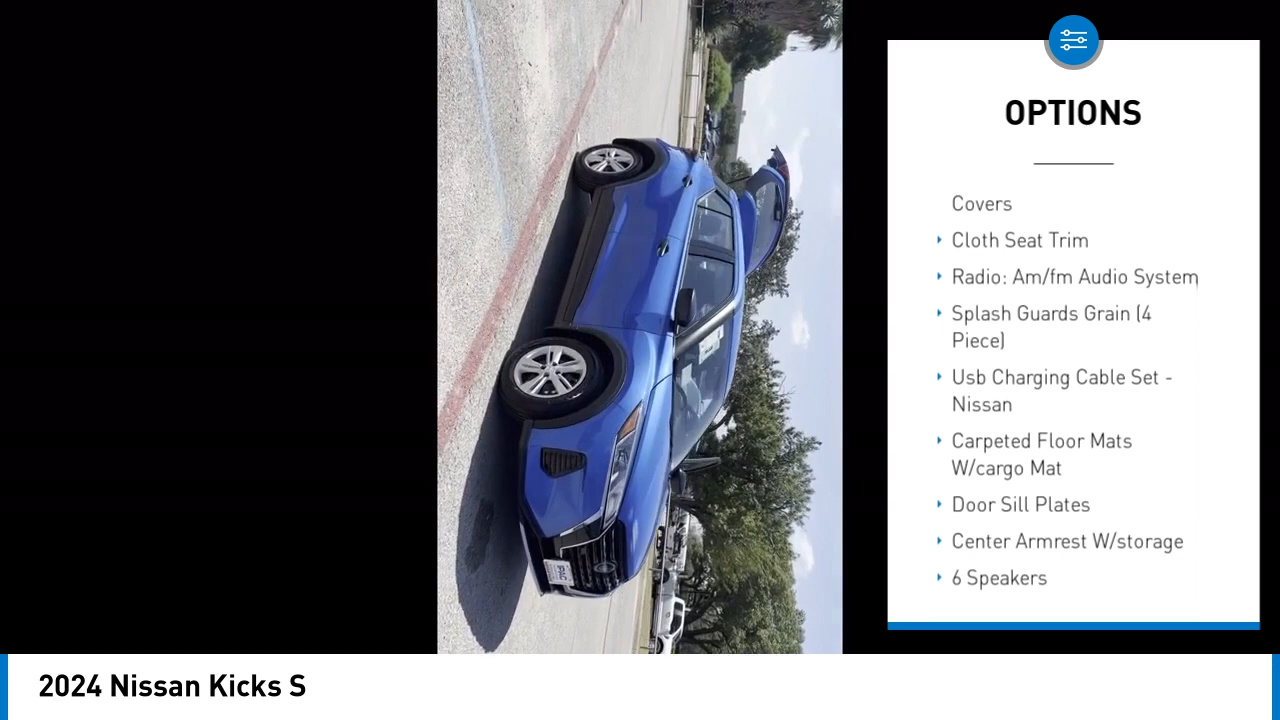 OPTIONS
Covers
Cloth Seat Trim
Radio: Am/fm Audio System
Splash Guards Grain (4
Piece)
Usb Charging Cable Set -
Nissan
Carpeted Floor Mats
W/cargo Mat
Door Sill Plates
Center Armrest W/storage
6 Speakers
2024 Nissan Kicks S